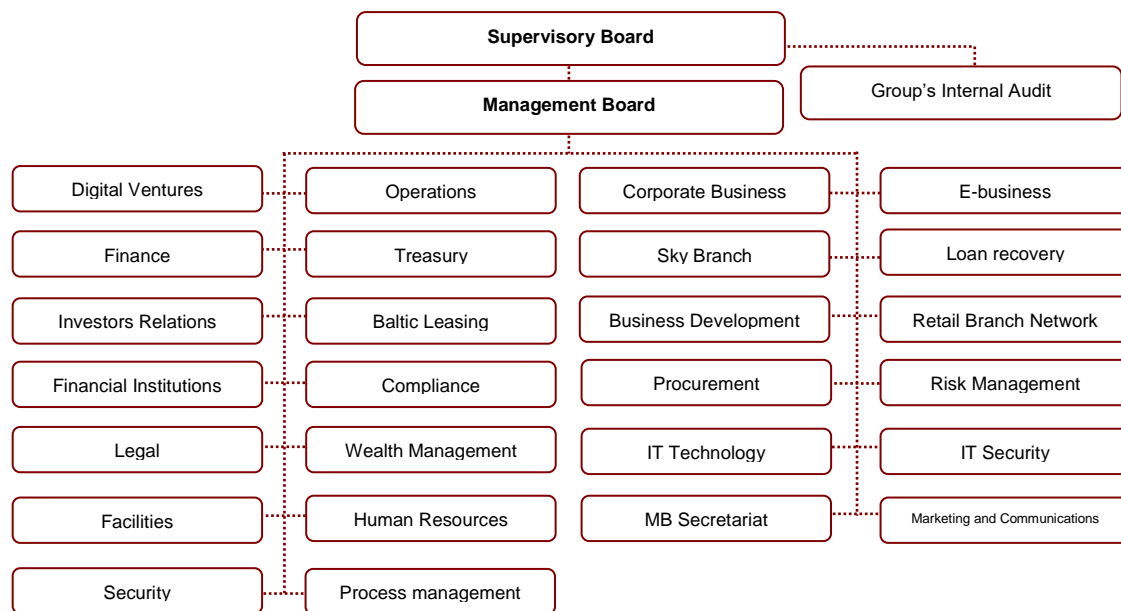 Supervisory Board
Group’s Internal Audit
Management Board
Digital Ventures
Operations
Corporate Business
E-business
Finance
Treasury
Sky Branch
Loan recovery
Investors Relations
Baltic Leasing
Business Development
Retail Branch Network
Financial Institutions
Compliance
Procurement
Risk Management
Legal
Wealth Management
IT Technology
IT Security
Facilities
Human Resources
MB Secretariat
Marketing and Communications
Security
Process management